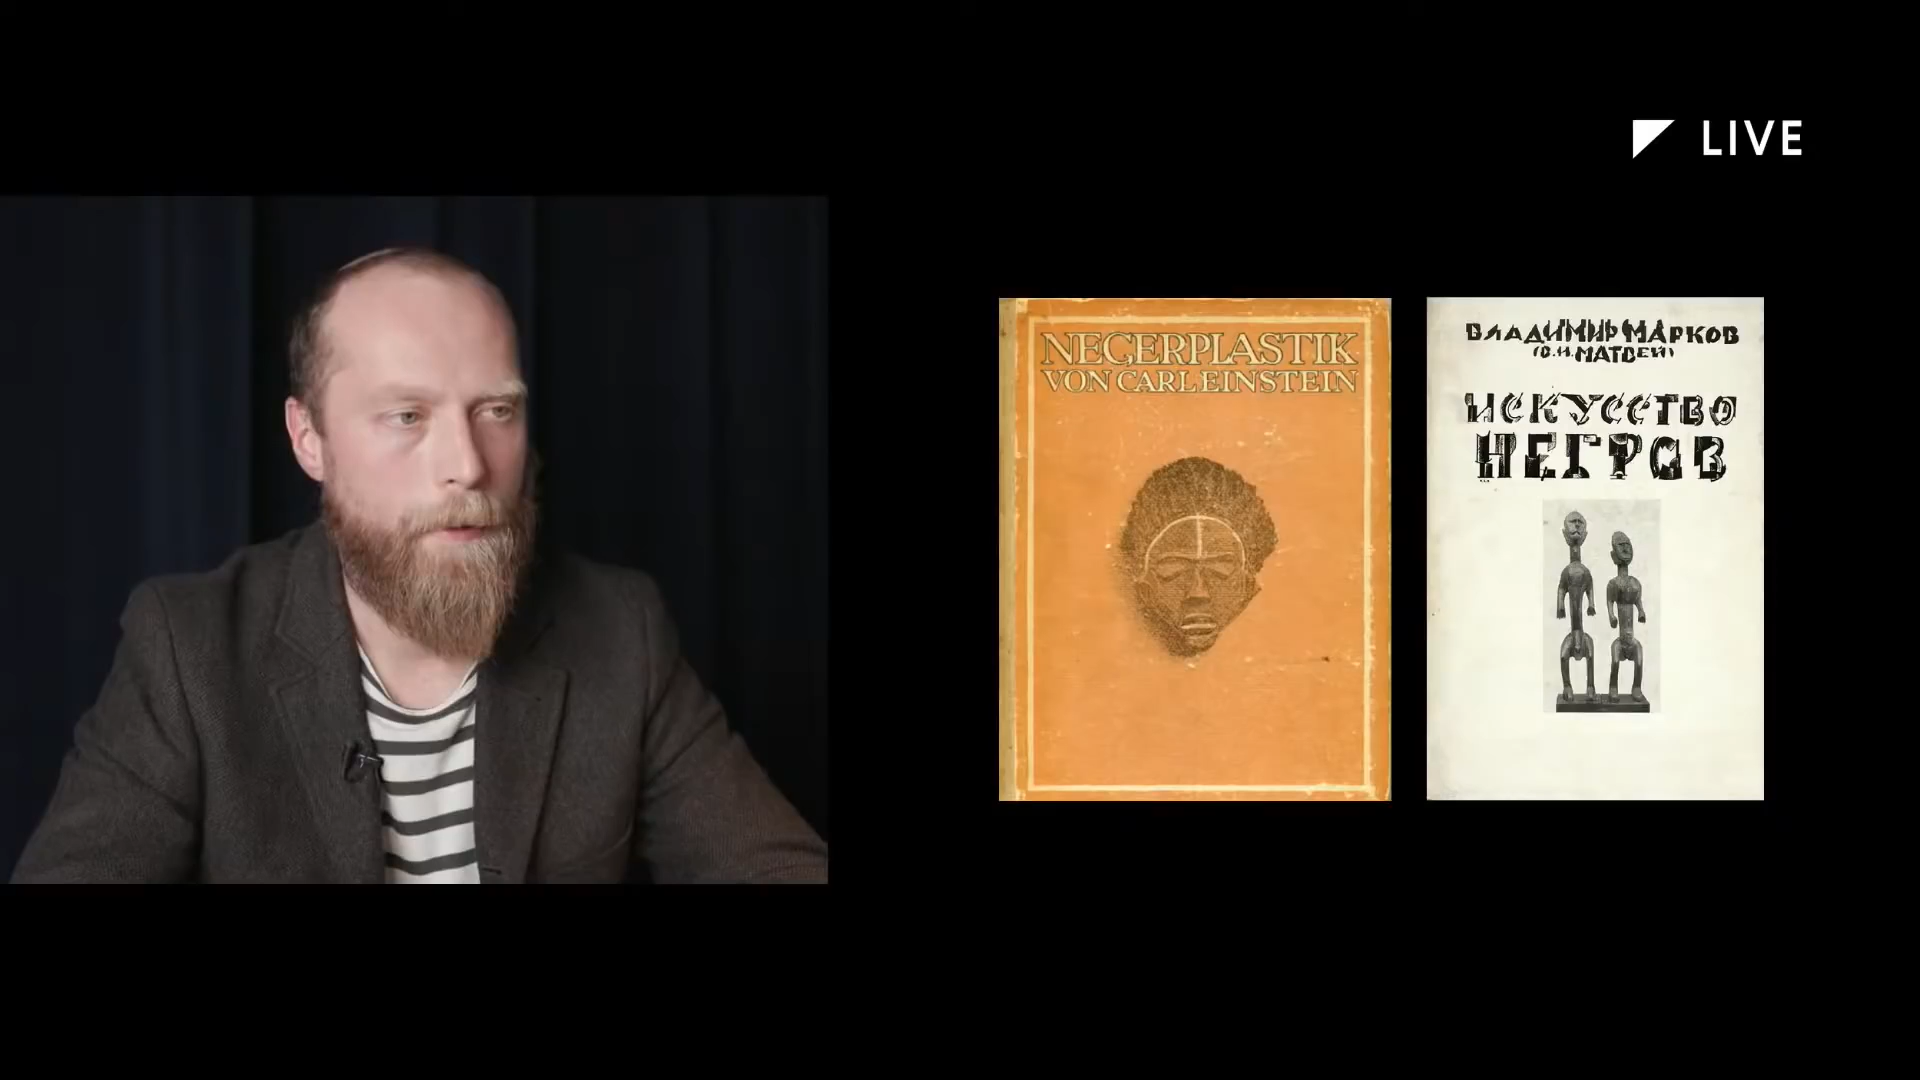 LIVE
NEGERPLASTIK
VON CARL EINSTEIN
ВЛАДИМИР МАРКОВ
(В.И. МАТВЕЙ)
ИСКУССТВО
НЕГРОВ